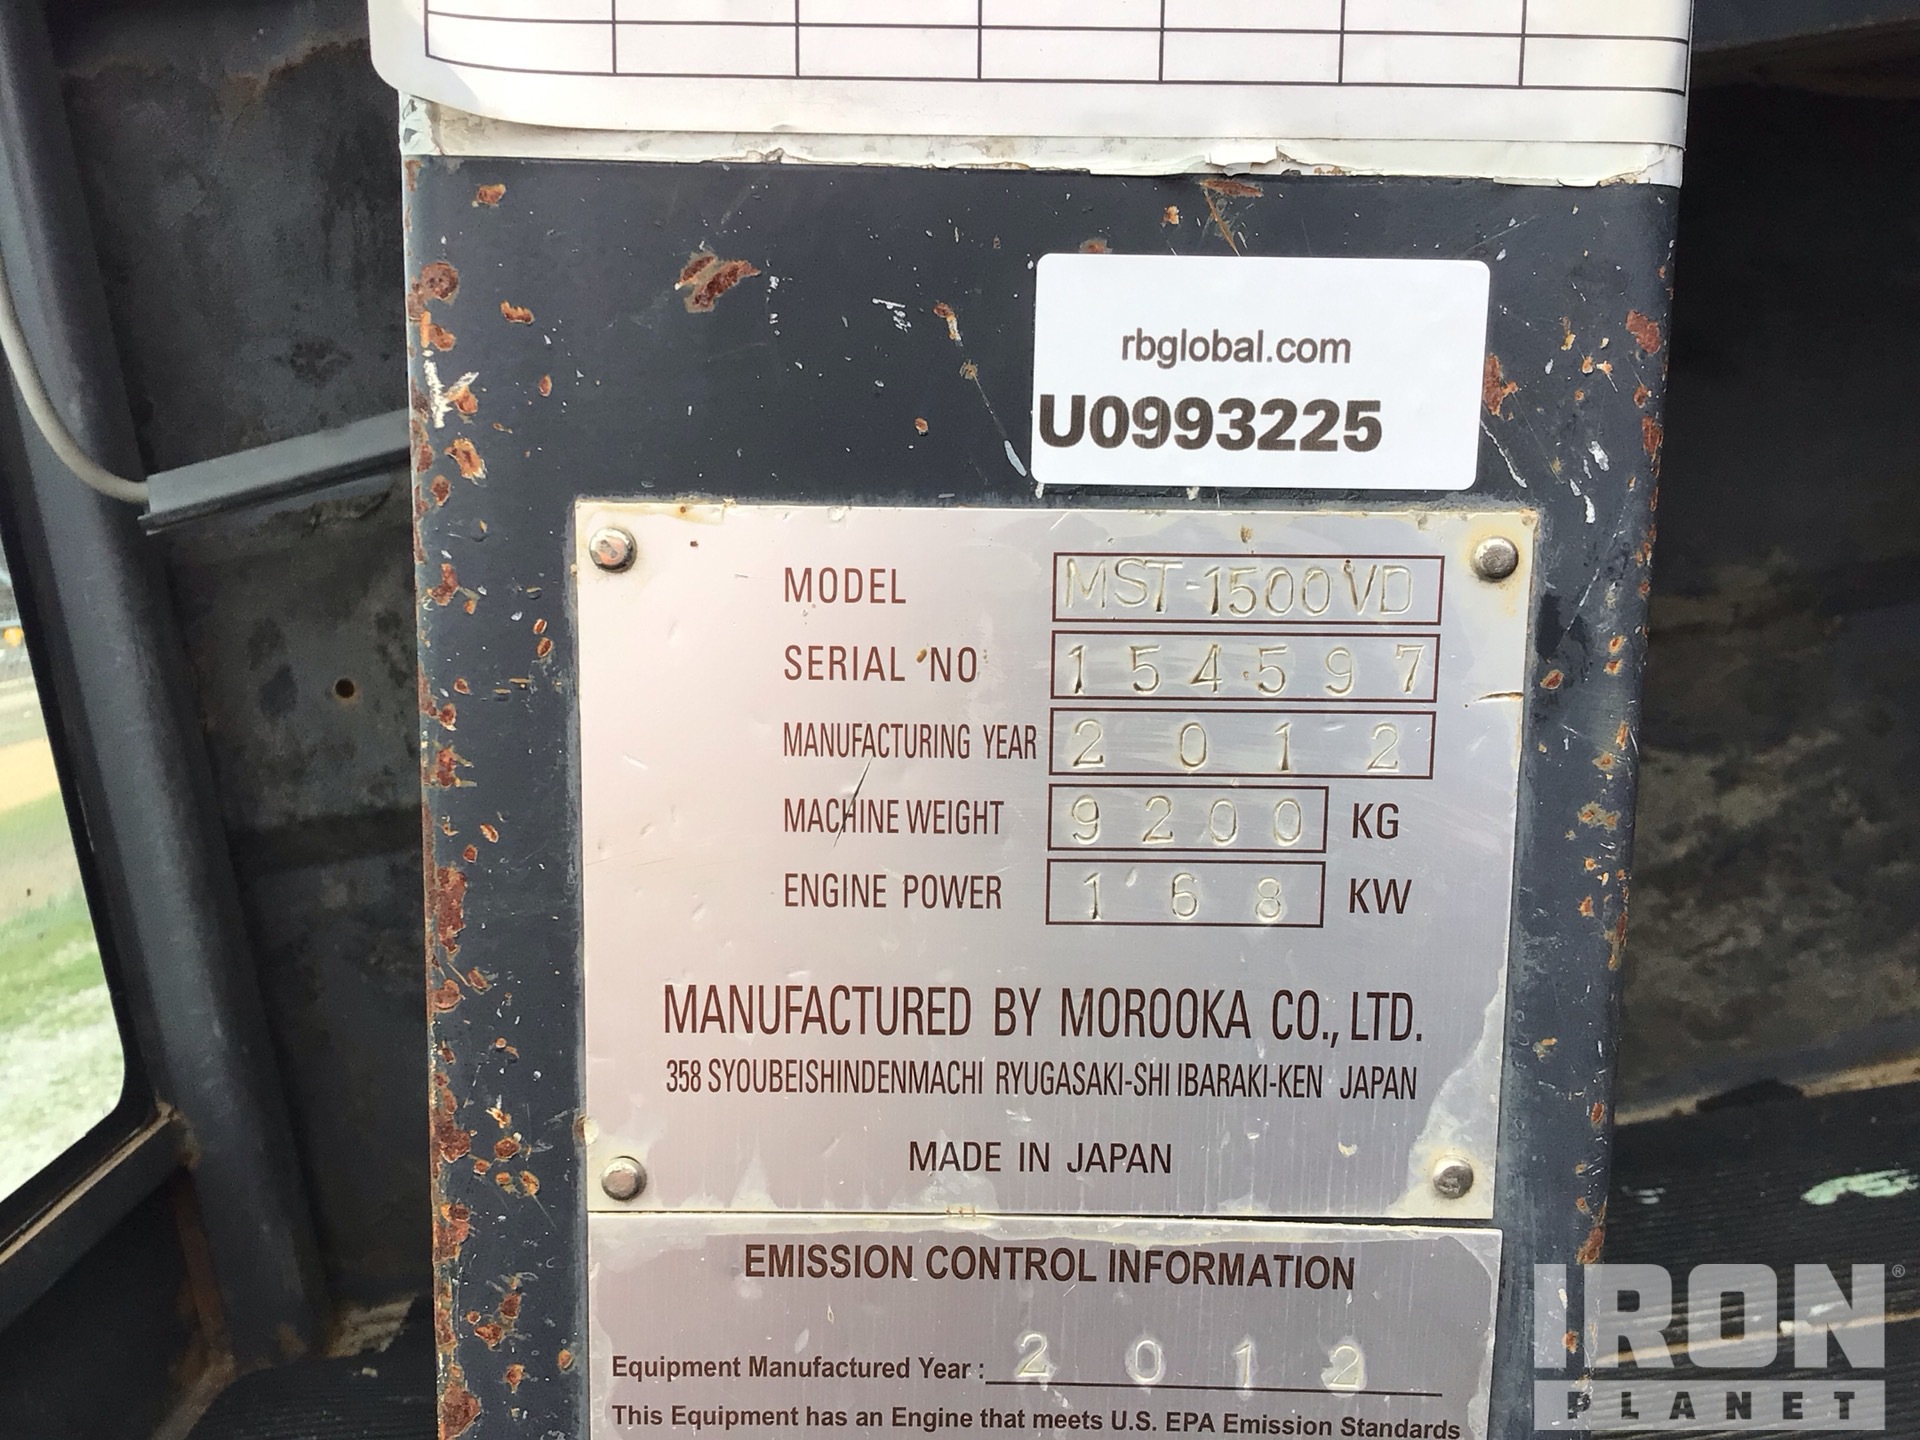 rbglobal.com
U0993225
MODEL MST-1500VD
SERIAL NO 154597
MANUFACTURING YEAR 2012
MACHINE WEIGHT 9200 KG
ENGINE POWER 168 KW
MANUFACTURED BY MOROOKA CO., LTD.
358 SYOUBEISHINDENMACHI RYUGASAKI-SHI IBARAKI-KEN JAPAN
MADE IN JAPAN
EMISSION CONTROL INFORMATION
Equipment Manufactured Year : 2012
This Equipment has an Engine that meets U.S. EPA Emission Standards
IRON ®
PLANET